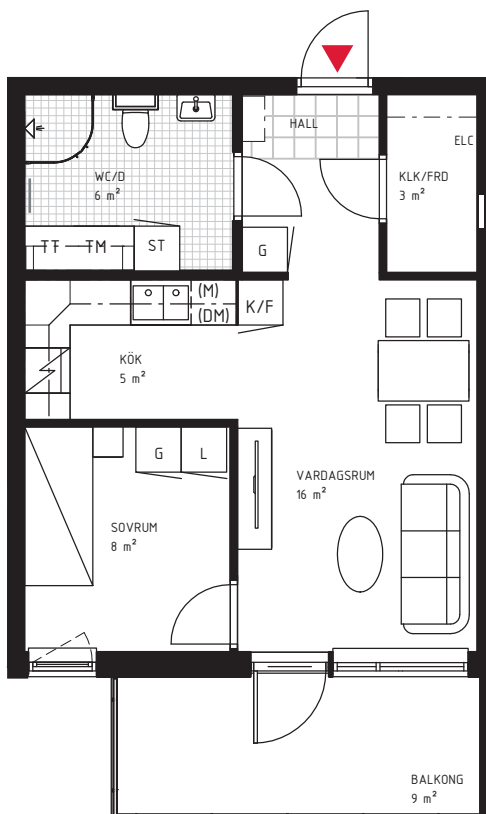 HALL
ELC
WC/D
6 m²
KLK/FRD
3 m²
TT TM ST
G
(M)
(DM)
K/F
KÖK
5 m²
G L
VARDAGSRUM
16 m²
SOVRUM
8 m²
BALKONG
9 m²